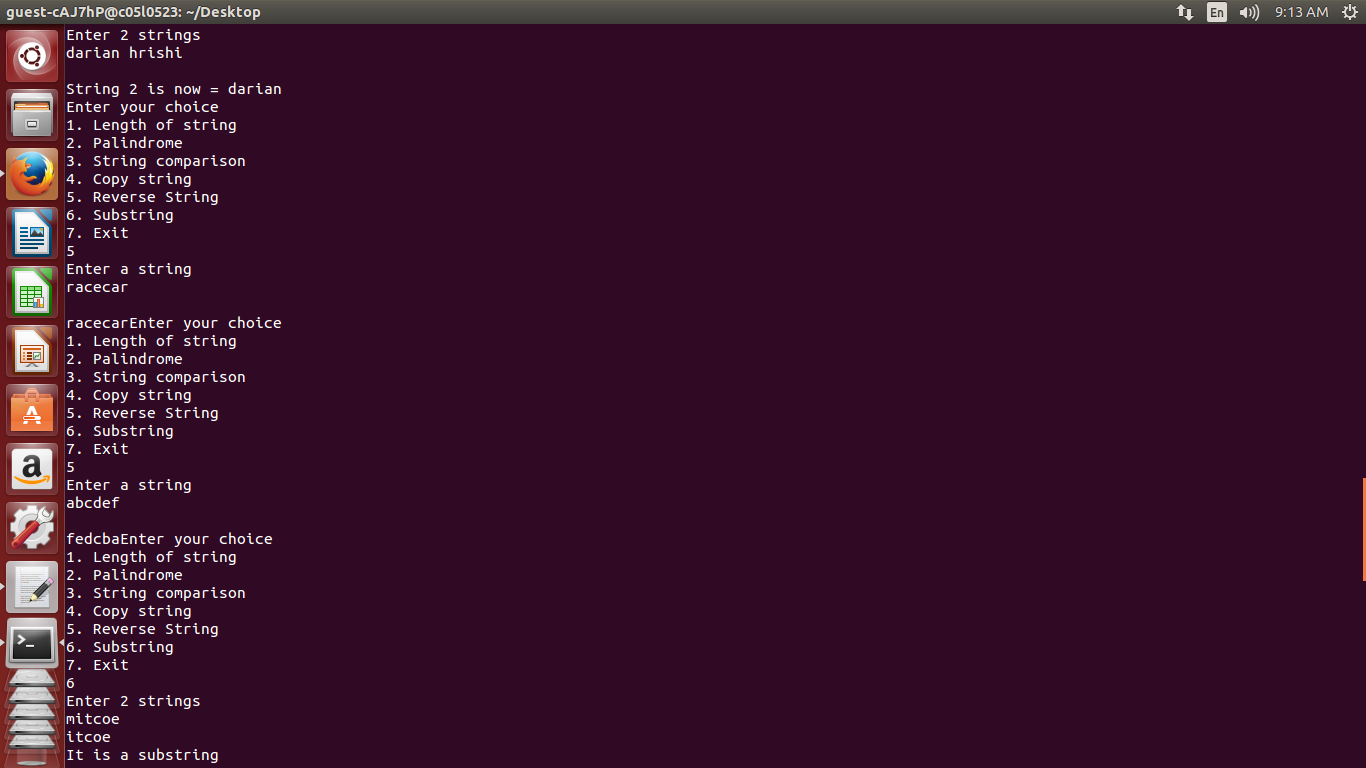 guest-cAJ7hP@c05l0523: ~/Desktop
En
9:13 AM
Enter 2 strings
darian hrishi
String 2 is now = darian
Enter your choice
1. Length of string
2. Palindrome
3. String comparison
4. Copy string
5. Reverse String
6. Substring
7. Exit
5
Enter a string
racecar
racecarEnter your choice
1. Length of string
2. Palindrome
3. String comparison
4. Copy string
5. Reverse String
6. Substring
7. Exit
5
Enter a string
abcdef
fedcbaEnter your choice
1. Length of string
2. Palindrome
3. String comparison
4. Copy string
5. Reverse String
6. Substring
7. Exit
6
Enter 2 strings
mitcoe
itcoe
It is a substring